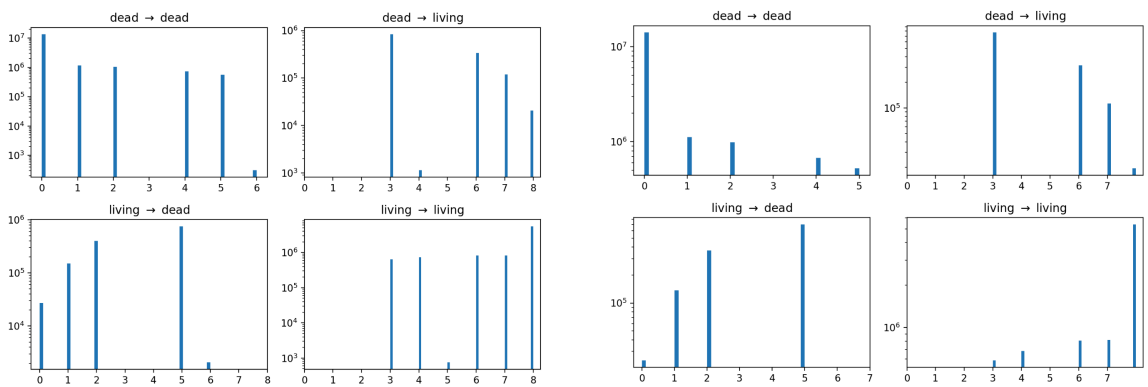 dead → dead
10⁷
10⁶
10⁵
10⁴
10³
0 1 2 3 4 5 6
dead → living
10⁶
10⁵
10⁴
10³
0 1 2 3 4 5 6 7 8
living → dead
10⁶
10⁵
10⁴
0 1 2 3 4 5 6 7 8
living → living
10⁶
10⁵
10⁴
10³
0 1 2 3 4 5 6 7 8
dead → dead
10⁷
10⁶
0 1 2 3 4 5
dead → living
10⁵
0 1 2 3 4 5 6 7
living → dead
10⁵
0 1 2 3 4 5 6 7
living → living
10⁶
0 1 2 3 4 5 6 7